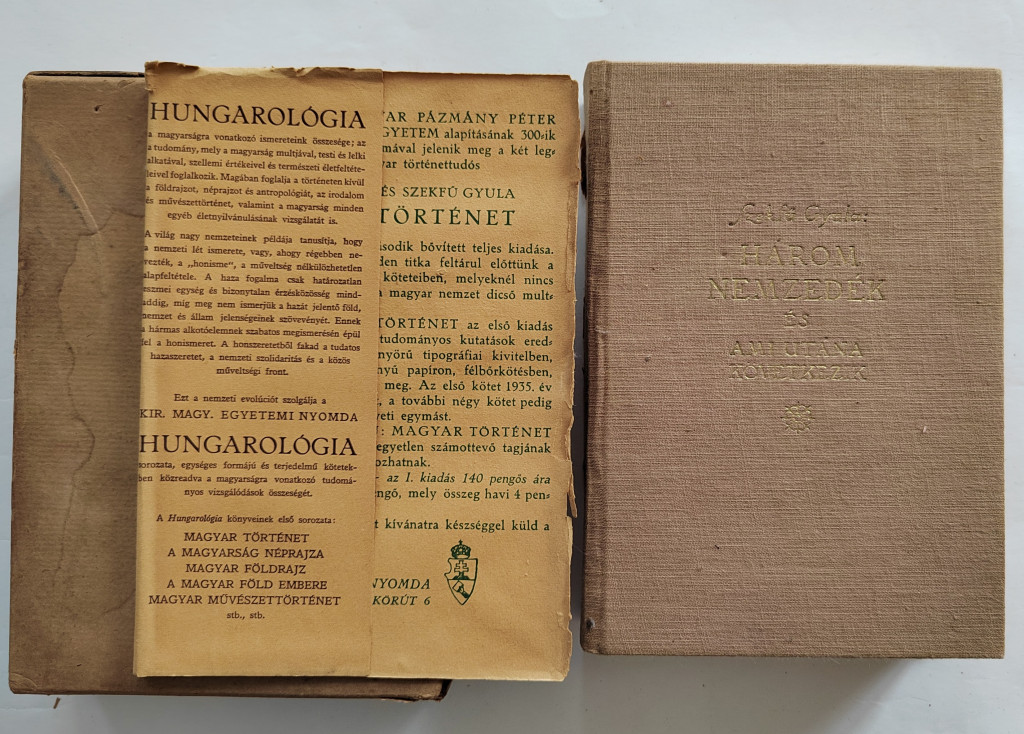 HUNGAROLÓGIA
a magyarságra vonatkozó ismereteink összesége; az
a tudomány, mely a magyarság multjával, testi és lelki
alkatával, szellemi értékeivel és természeti életfeltéte-
leivel foglalkozik. Magában foglalja a történeten kívül
a földrajzot, néprajzot és antropológiát, az irodalom
és művészettörténet, valamint a magyarság minden
egyéb életnyilvánulásának vizsgálatát is.
A világ nagy nemzeteinek példája tanusítja, hogy
a nemzeti lét ismerete, vagy, ahogy régebben ne-
vezték, a „honisme", a műveltség nélkülözhetetlen
alapfeltétele. A haza fogalma csak határozatlan
eszmei egység és bizonytalan érzésközösség mind-
addig, míg meg nem ismerjük a hazát jelentő föld,
nemzet és állam jelenségeinek szövevényét. Ennek
a hármas alkotóelemnek szabatos megismerésén épül
fel a honismeret. A honszeretetből fakad a tudatos
hazaszeretet, a nemzeti szolidaritás és a közös
műveltségi front.
Ezt a nemzeti evolúciót szolgálja a
KIR. MAGY. EGYETEMI NYOMDA
HUNGAROLÓGIA
sorozata, egységes formájú és terjedelmű kötetek-
ben közreadva a magyarságra vonatkozó tudomá-
nyos vizsgálódások összeségét.
A Hungarológia könyveinek első sorozata:
MAGYAR TÖRTÉNET
A MAGYARSÁG NÉPRAJZA
MAGYAR FÖLDRAJZ
A MAGYAR FÖLD EMBERE
MAGYAR MŰVÉSZETTÖRTÉNET
stb., stb.
PÁZMÁNY PÉTER
alapításának 300-ik
jelenik meg a két leg-
történettudós
ÉS SZEKFŰ GYULA
TÖRTÉNET
bővített teljes kiadása.
titka feltárul előttünk a
köteteiben, melyeknél nincs
a magyar nemzet dicső mult-
TÖRTÉNET az első kiadás
tudományos kutatások ered-
tipográfiai kivitelben,
papíron, félbőrkötésben,
meg. Az első kötet 1935. év
a további négy kötet pedig
egymást.
: MAGYAR TÖRTÉNET
egyetlen számottevő tagjának
az I. kiadás 140 pengős ára
mely összeg havi 4 pen-
kívánatra készséggel küld a
NYOMDA
KÖRÚT 6
Szekfű Gyula:
HÁROM
NEMZEDÉK
ÉS
AMI UTÁNA
KÖVETKEZIK